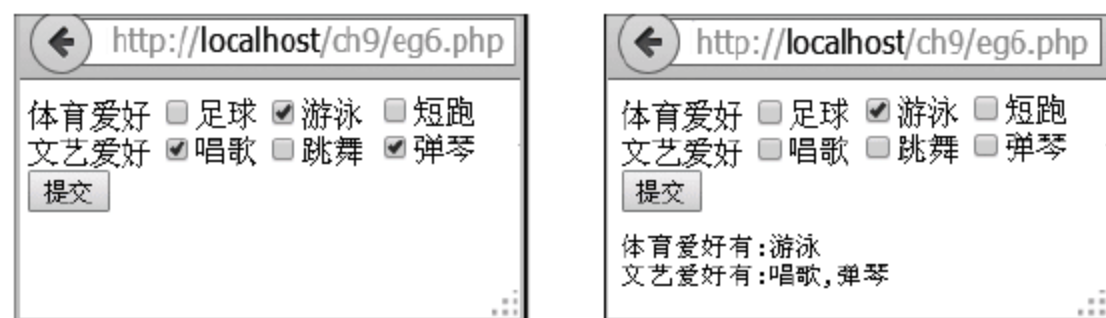 http://localhost/ch9/eg6.php
体育爱好 足球 游泳 短跑
文艺爱好 唱歌 跳舞 弹琴
提交
http://localhost/ch9/eg6.php
体育爱好 足球 游泳 短跑
文艺爱好 唱歌 跳舞 弹琴
提交
体育爱好有:游泳
文艺爱好有:唱歌,弹琴